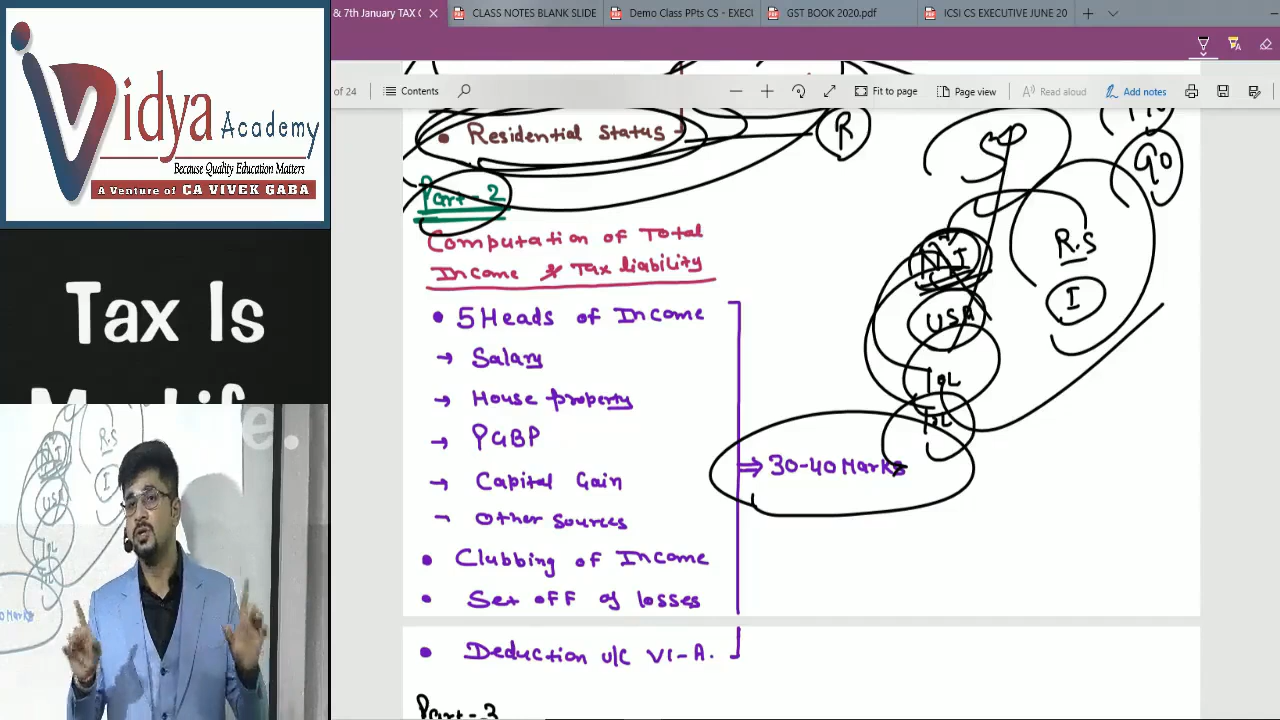 & 7th January TAX C
CLASS NOTES BLANK SLIDE
Demo Class PPts CS - EXECU
GST BOOK 2020.pdf
ICSI CS EXECUTIVE JUNE 20
of 24
Contents
Fit to page
Page view
Read aloud
Add notes
Vidya Academy
Because Quality Education Matters
A Venture of CA VIVEK GABA
Tax Is
• Residential Status
R
90
Part-2
Computation of Total
Income & Tax liability
R.S
I
USA
• 5 Heads of Income
→ Salary
→ House property
→ PGBP
→ Capital Gain
→ Other sources
⇒ 30-40 Marks
• Clubbing of Income
• Set off of losses
• Deduction u/c VI-A.
Part-3
R.S
I
USA